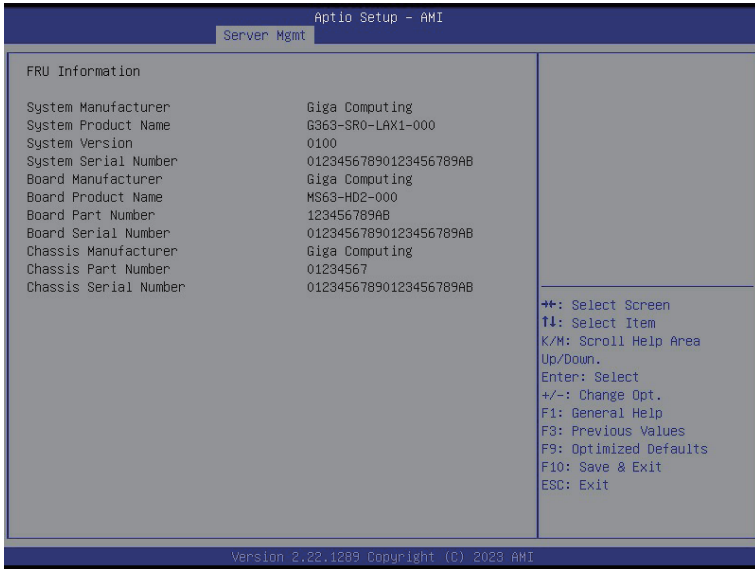 Aptio Setup - AMI
Server Mgmt
FRU Information
System Manufacturer Giga Computing
System Product Name G363-SR0-LAX1-000
System Version 0100
System Serial Number 01234567890123456789AB
Board Manufacturer Giga Computing
Board Product Name MS63-HD2-000
Board Part Number 123456789AB
Board Serial Number 01234567890123456789AB
Chassis Manufacturer Giga Computing
Chassis Part Number 01234567
Chassis Serial Number 01234567890123456789AB
→←: Select Screen
↑↓: Select Item
K/M: Scroll Help Area
Up/Down.
Enter: Select
+/-: Change Opt.
F1: General Help
F3: Previous Values
F9: Optimized Defaults
F10: Save & Exit
ESC: Exit
Version 2.22.1289 Copyright (C) 2023 AMI